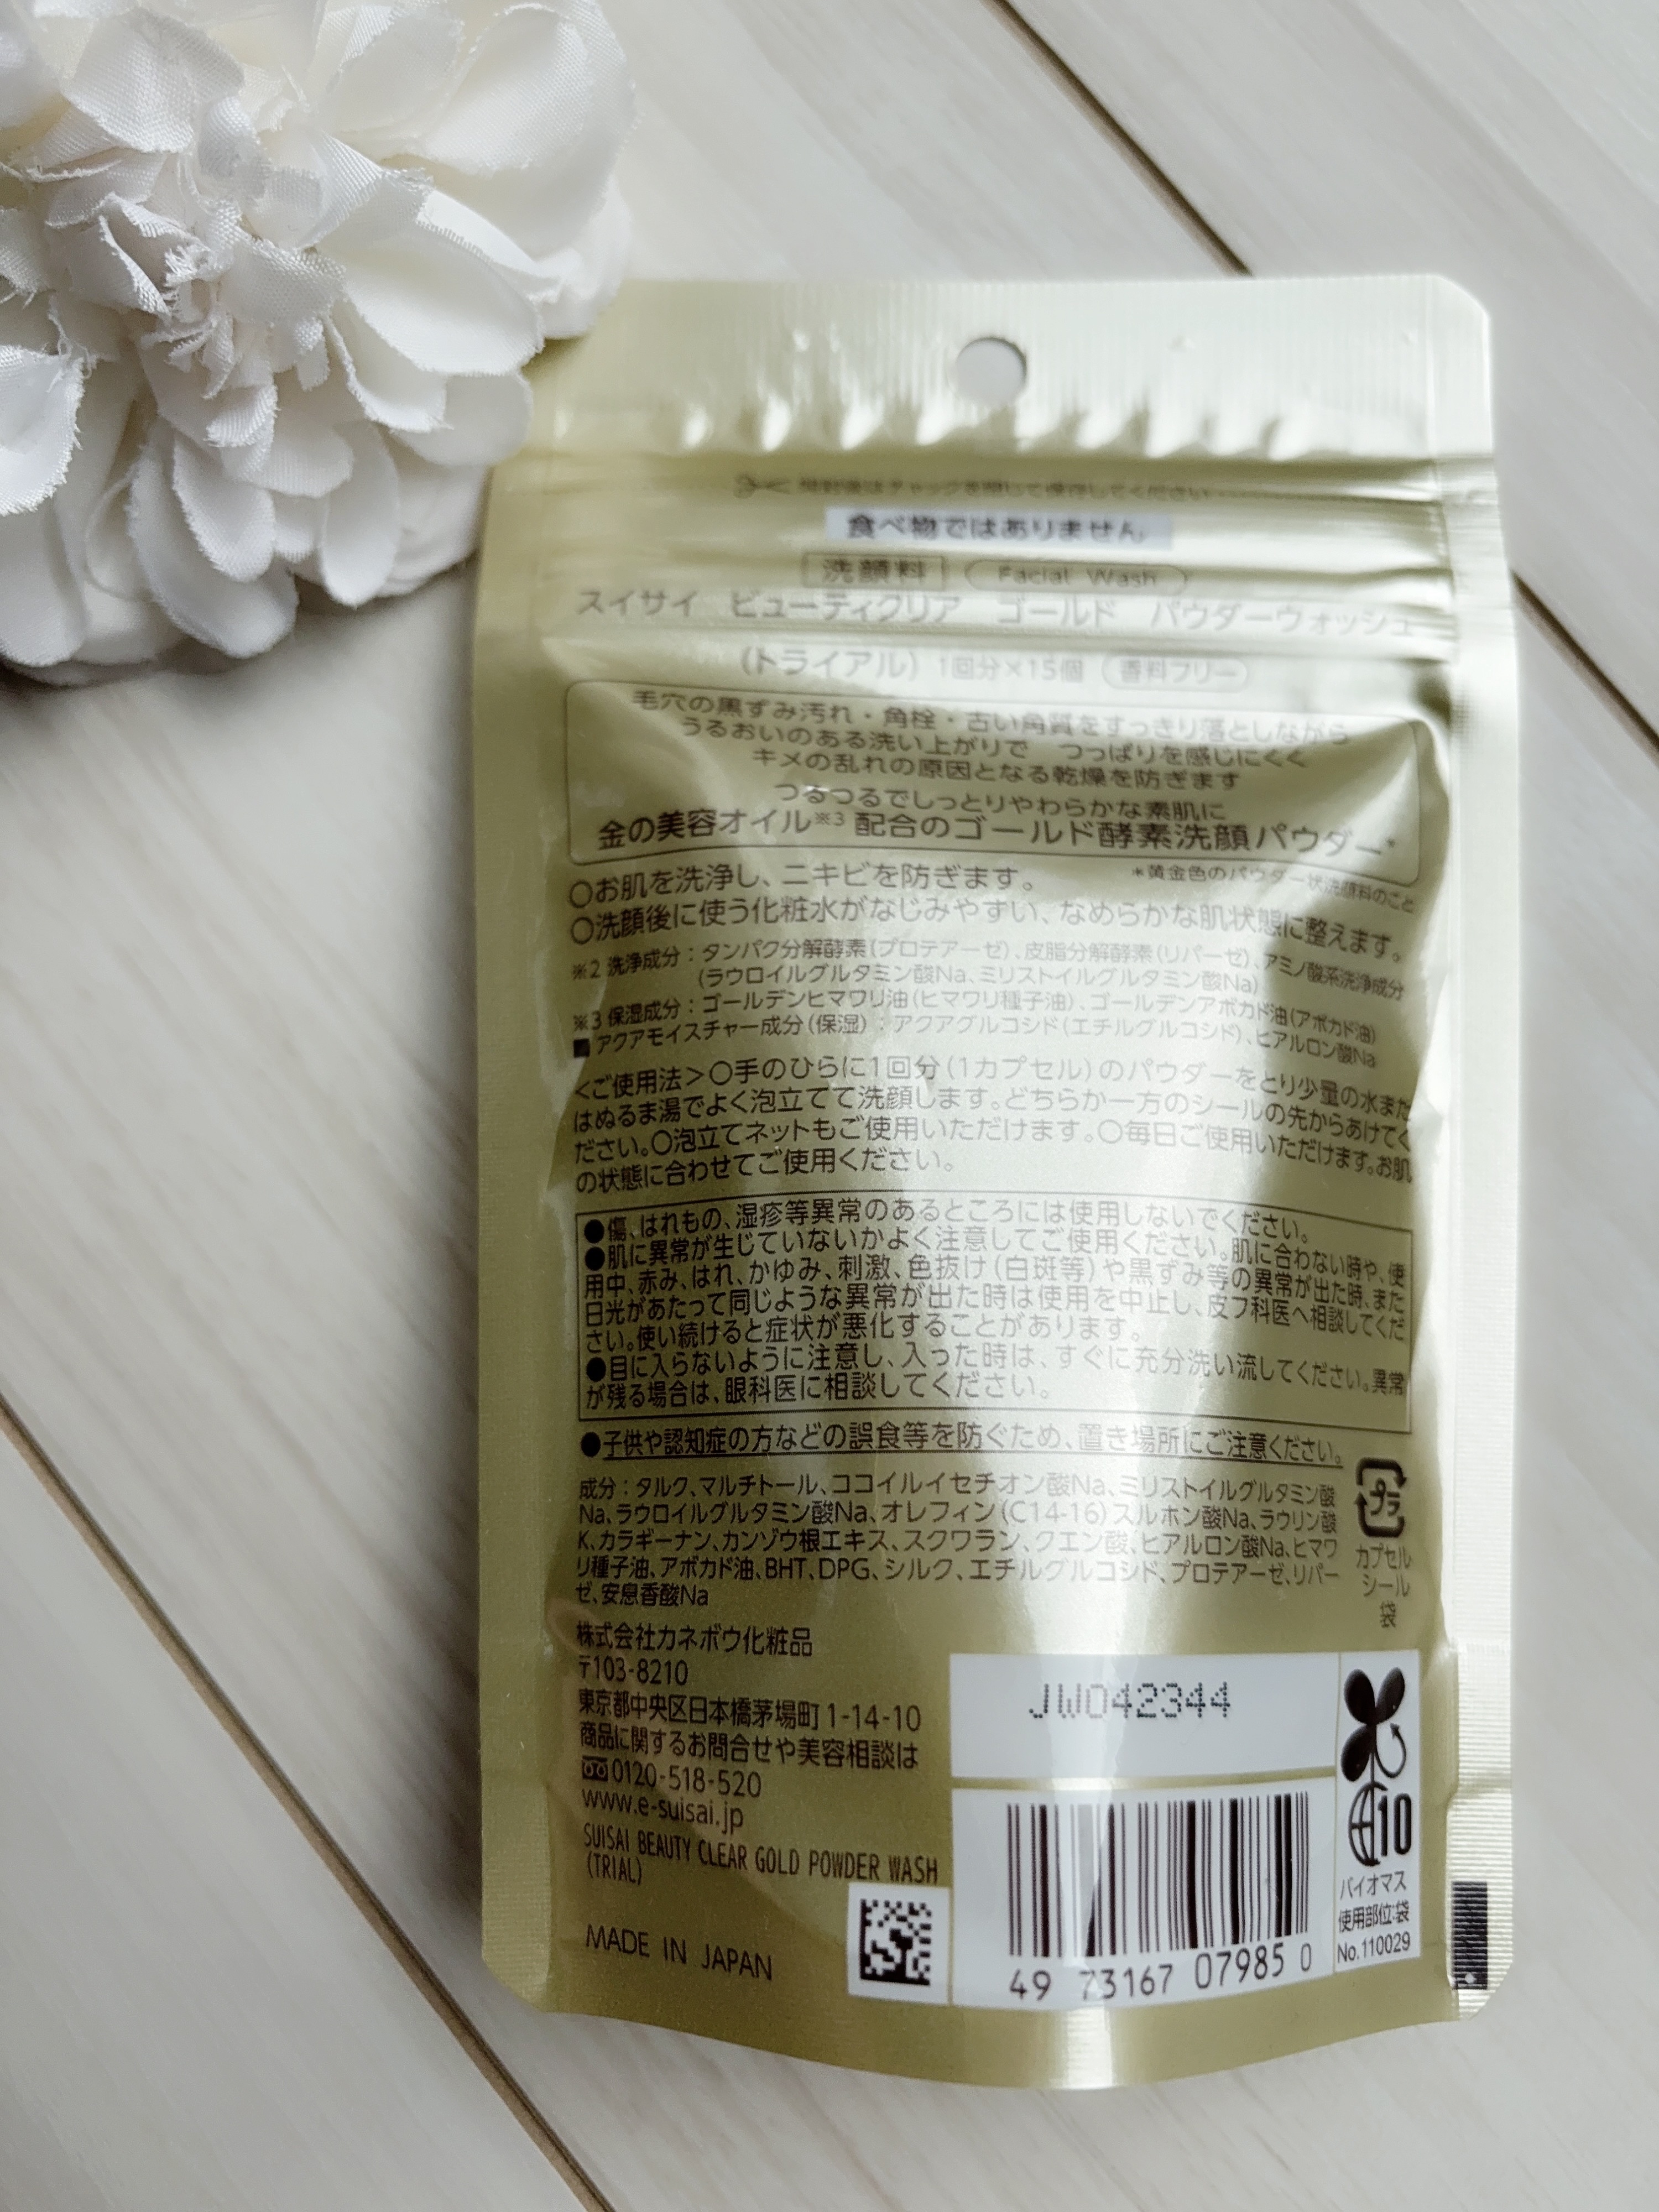 開封後はチャックを閉じて保存してください
食べ物ではありません
洗顔料 Facial Wash
スイサイ ビューティクリア ゴールド パウダーウォッシュ
(トライアル) 1回分×15個 香料フリー
毛穴の黒ずみ汚れ・角栓・古い角質をすっきり落としながら
うるおいのある洗い上がりで つっぱりを感じにくく
キメの乱れの原因となる乾燥を防ぎます
つるつるでしっとりやわらかな素肌に
金の美容オイル※3 配合のゴールド酵素洗顔パウダー*
*黄金色のパウダー状洗顔料のこと
○お肌を洗浄し、ニキビを防ぎます。
○洗顔後に使う化粧水がなじみやすい、なめらかな肌状態に整えます。
※2 洗浄成分:タンパク分解酵素(プロテアーゼ)、皮脂分解酵素(リパーゼ)、アミノ酸系洗浄成分
(ラウロイルグルタミン酸Na、ミリストイルグルタミン酸Na)
※3 保湿成分:ゴールデンヒマワリ油(ヒマワリ種子油)、ゴールデンアボカド油(アボカド油)
■アクアモイスチャー成分(保湿):アクアグルコシド(エチルグルコシド)、ヒアルロン酸Na
<ご使用法>○手のひらに1回分(1カプセル)のパウダーをとり少量の水また
はぬるま湯でよく泡立てて洗顔します。どちらか一方のシールの先からあけてく
ださい。○泡立てネットもご使用いただけます。○毎日ご使用いただけます。お肌
の状態に合わせてご使用ください。
●傷、はれもの、湿疹等異常のあるところには使用しないでください。
●肌に異常が生じていないかよく注意してご使用ください。肌に合わない時や、使
用中、赤み、はれ、かゆみ、刺激、色抜け(白斑等)や黒ずみ等の異常が出た時、また
日光があたって同じような異常が出た時は使用を中止し、皮フ科医へ相談してくだ
さい。使い続けると症状が悪化することがあります。
●目に入らないように注意し、入った時は、すぐに充分洗い流してください。異常
が残る場合は、眼科医に相談してください。
●子供や認知症の方などの誤食等を防ぐため、置き場所にご注意ください。
成分:タルク、マルチトール、ココイルイセチオン酸Na、ミリストイルグルタミン酸
Na、ラウロイルグルタミン酸Na、オレフィン(C14-16)スルホン酸Na、ラウリン酸
K、カラギーナン、カンゾウ根エキス、スクワラン、クエン酸、ヒアルロン酸Na、ヒマワ
リ種子油、アボカド油、BHT、DPG、シルク、エチルグルコシド、プロテアーゼ、リパー
ゼ、安息香酸Na
プラ
カプセル
シール
袋
株式会社カネボウ化粧品
〒103-8210
東京都中央区日本橋茅場町1-14-10
商品に関するお問合せや美容相談は
0120-518-520
www.e-suisai.jp
SUISAI BEAUTY CLEAR GOLD POWDER WASH
(TRIAL)
MADE IN JAPAN
JW042344
49 73167 07985 0
10
バイオマス
使用部位:袋
No.110029